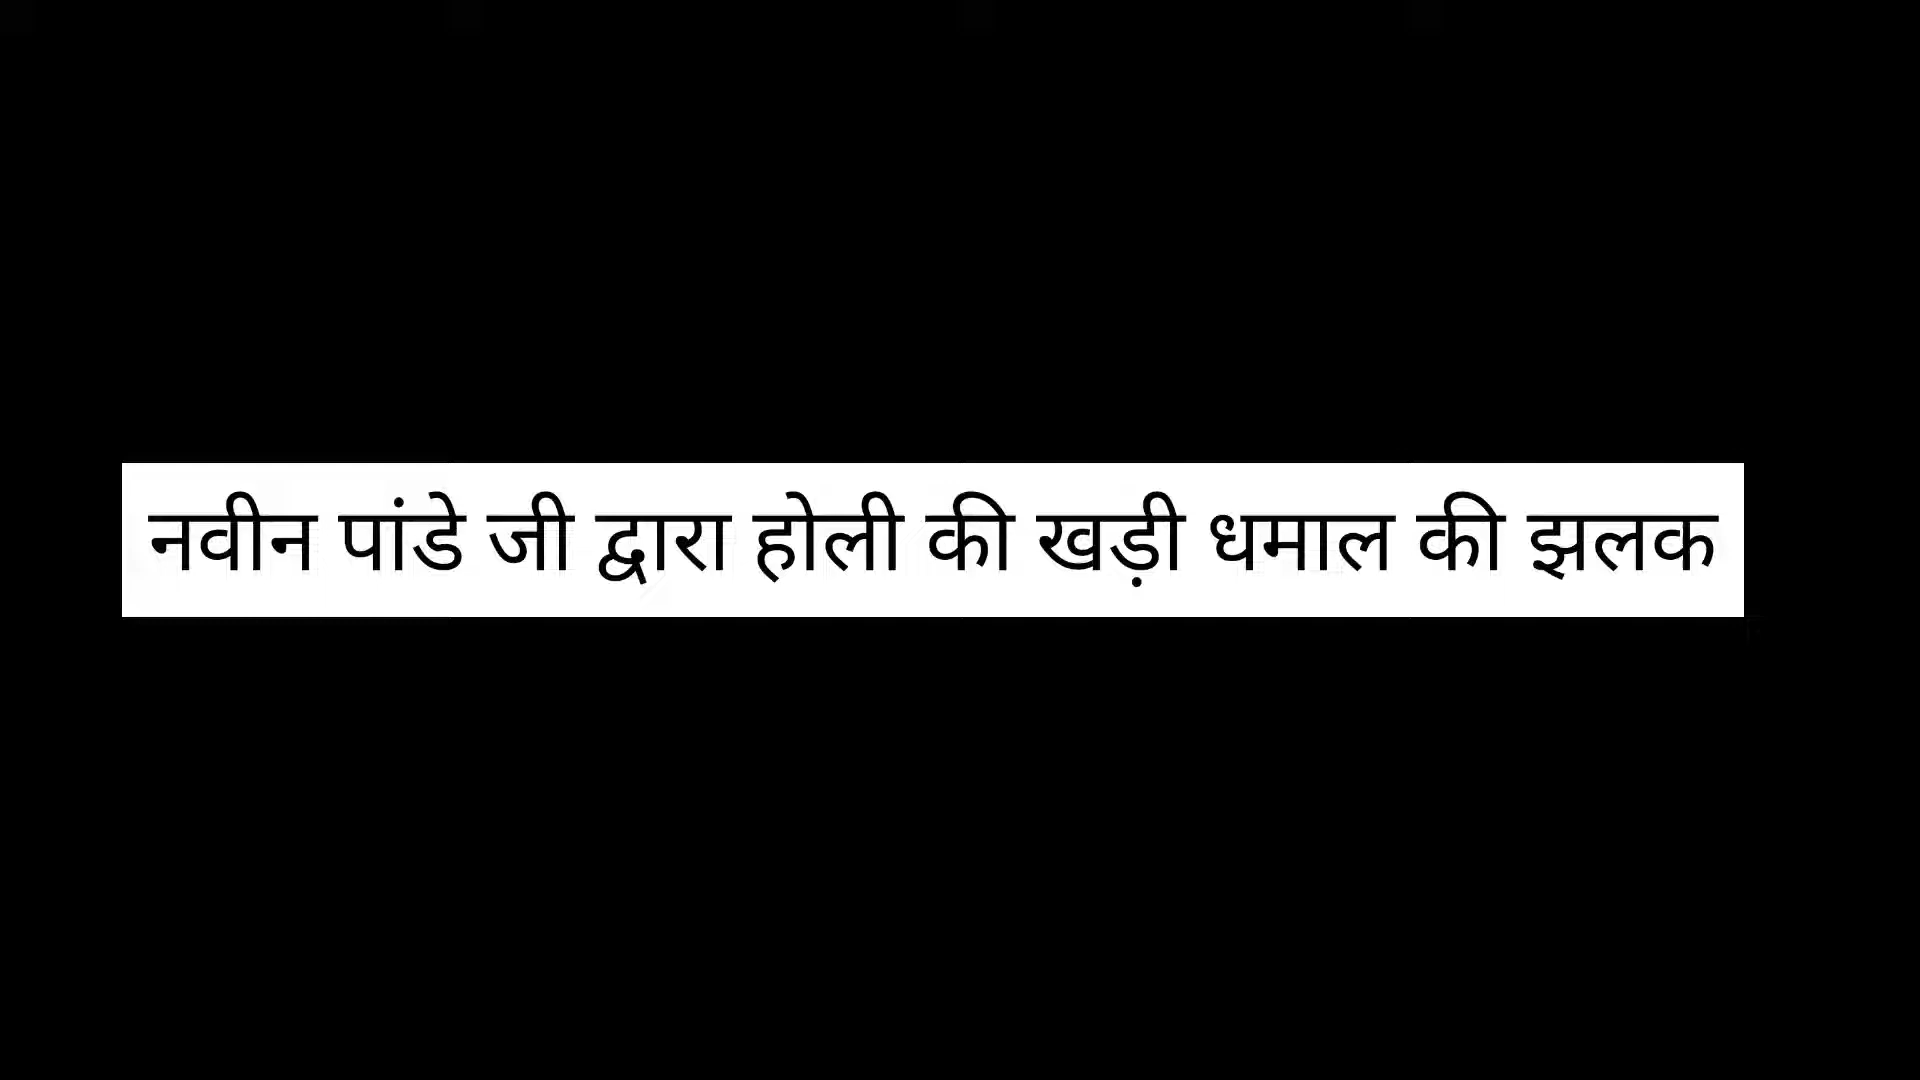 नवीन पांडे जी द्वारा होली की खड़ी धमाल की झलक